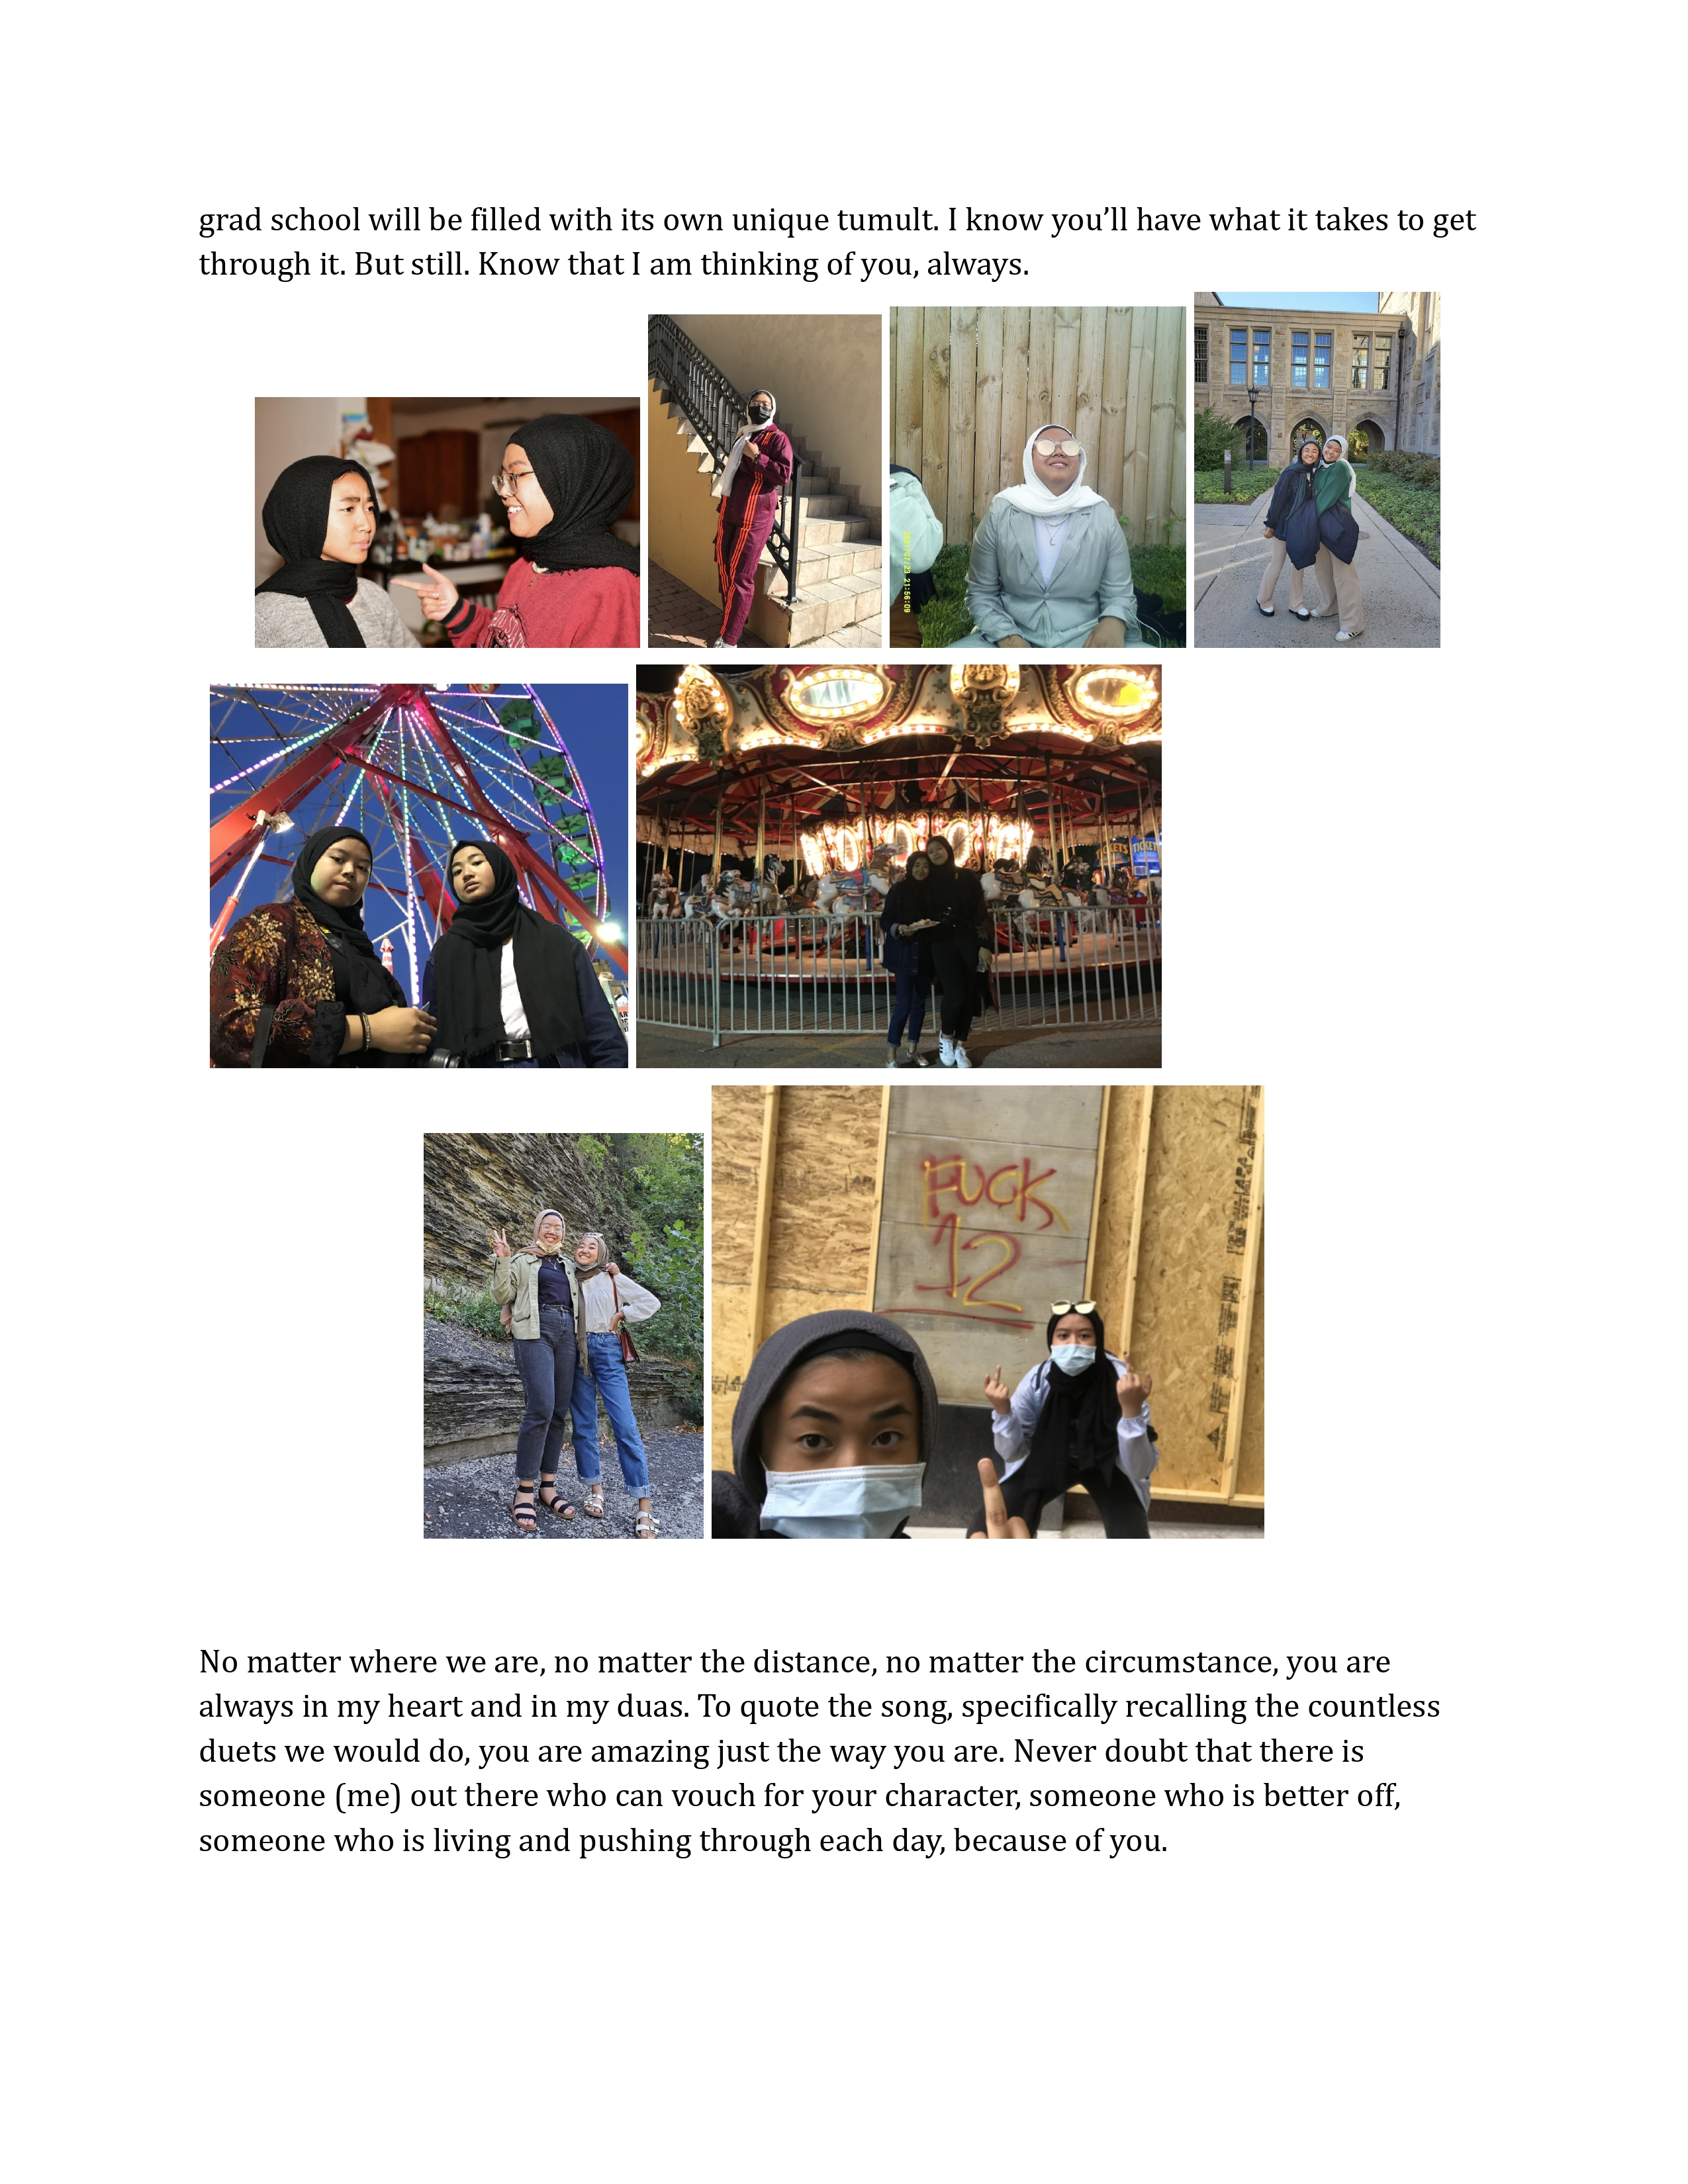 grad school will be filled with its own unique tumult. I know you’ll have what it takes to get
through it. But still. Know that I am thinking of you, always.
21:56:09
TICKETS
TICKET
FUCK
12
No matter where we are, no matter the distance, no matter the circumstance, you are
always in my heart and in my duas. To quote the song, specifically recalling the countless
duets we would do, you are amazing just the way you are. Never doubt that there is
someone (me) out there who can vouch for your character, someone who is better off,
someone who is living and pushing through each day, because of you.